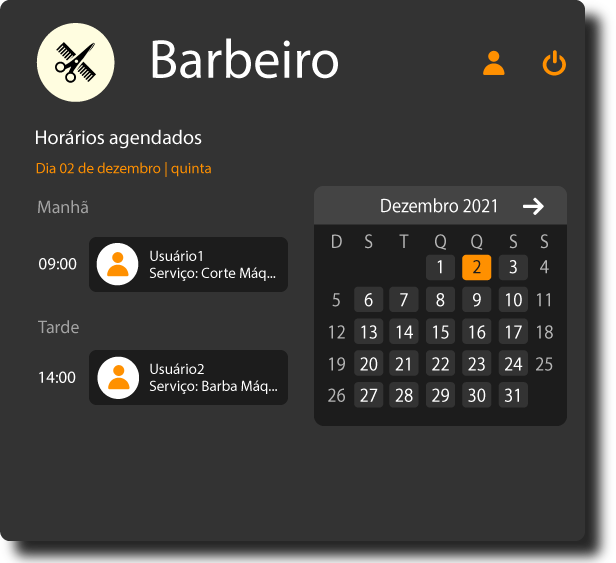 Barbeiro
Horários agendados
Dia 02 de dezembro | quinta
Manhã
09:00
Usuário1
Serviço: Corte Máq...
Tarde
14:00
Usuário2
Serviço: Barba Máq...
Dezembro 2021
D S T Q Q S S
1 2 3 4
5 6 7 8 9 10 11
12 13 14 15 16 17 18
19 20 21 22 23 24 25
26 27 28 29 30 31